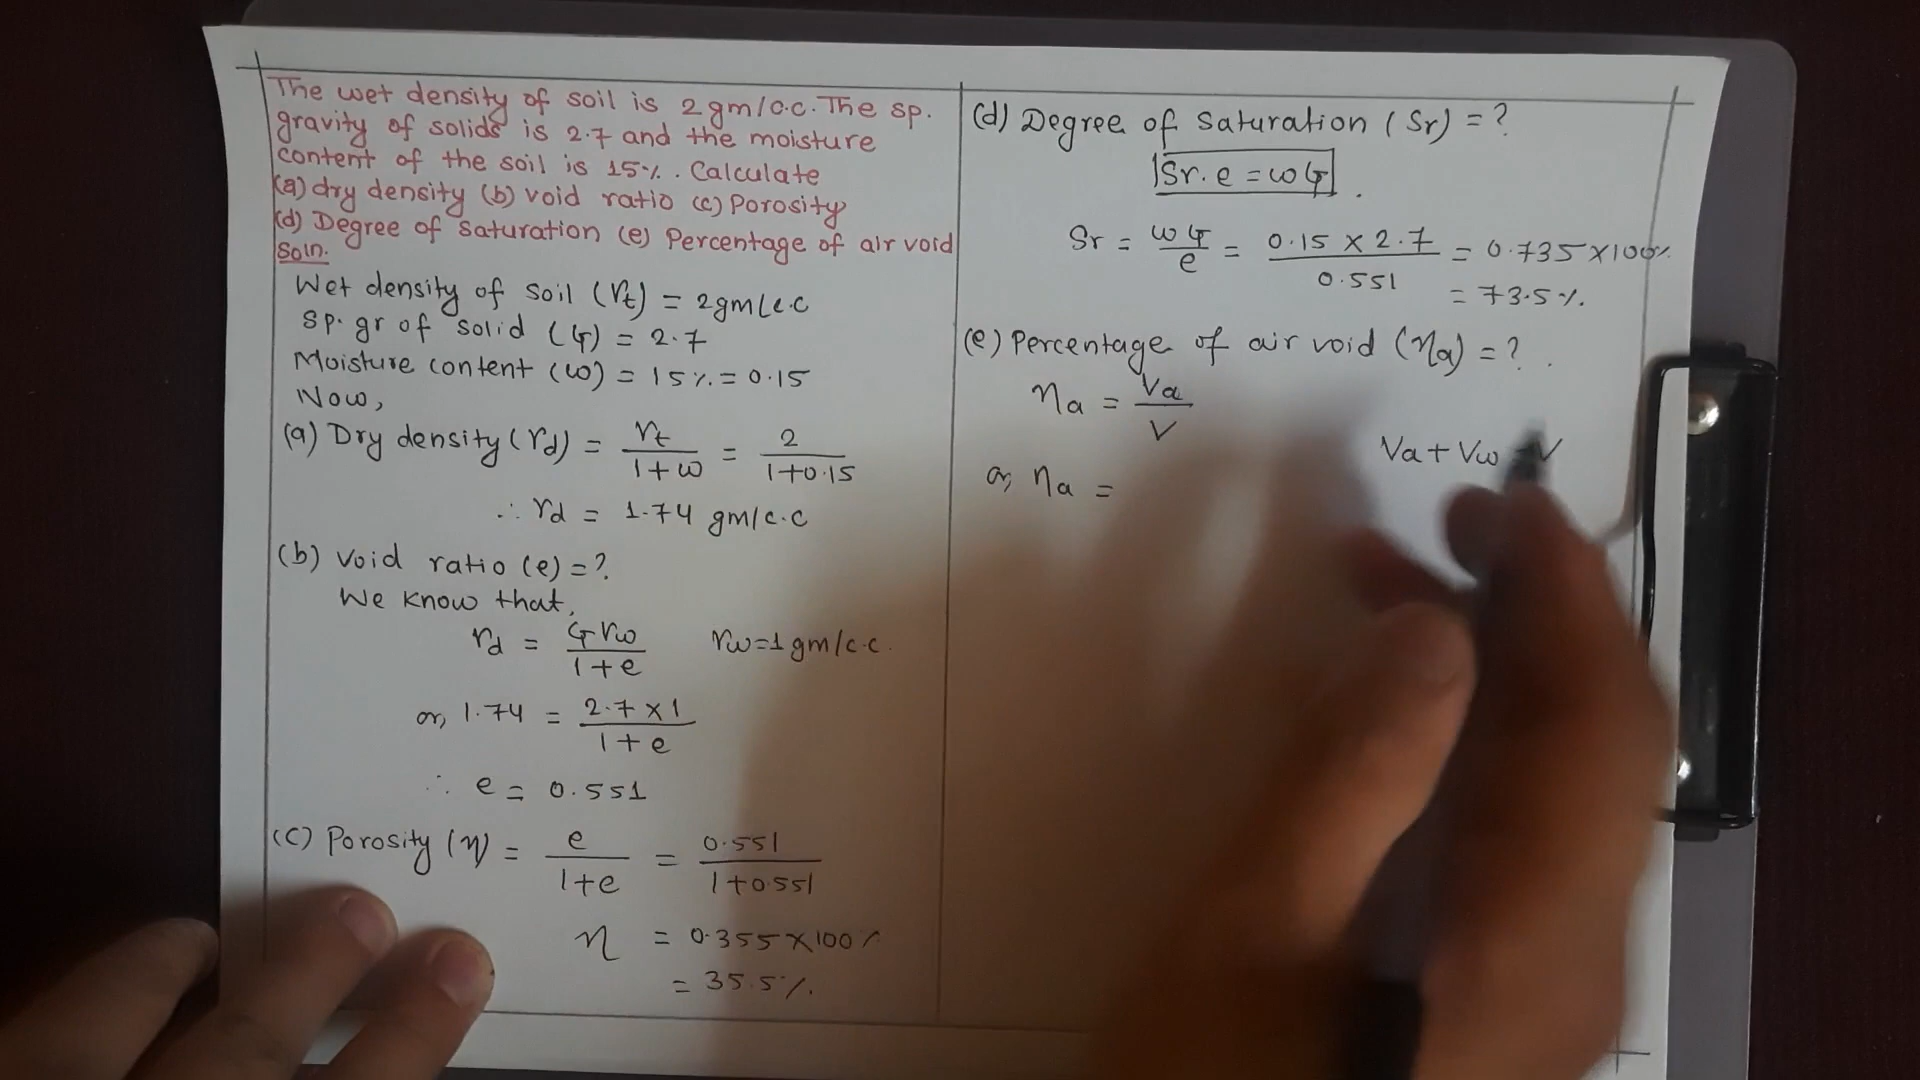 The wet density of soil is 2 gm/c.c. The sp.
gravity of solids is 2.7 and the moisture
content of the soil is 15%. Calculate
(a) dry density (b) void ratio (c) Porosity
(d) Degree of saturation (e) Percentage of air void
Soln.
Wet density of soil (γt) = 2gm/c.c
Sp. gr of solid (G) = 2.7
Moisture content (ω) = 15% = 0.15
Now,
(a) Dry density (γd) = γt / 1+ω = 2 / 1+0.15
∴ γd = 1.74 gm/c.c
(b) Void ratio (e) = ?
We know that,
γd = Gγω / 1+e γω=1gm/c.c.
or, 1.74 = 2.7×1 / 1+e
∴ e = 0.551
(c) Porosity (η) = e / 1+e = 0.551 / 1+0.551
η = 0.355×100%
= 35.5%.
(d) Degree of saturation (Sr) = ?
Sr. e = ωG
Sr = ωG / e = 0.15 × 2.7 / 0.551 = 0.735×100%
= 73.5%.
(e) Percentage of air void (ηa) = ?
ηa = Va / V
Va + Vω = V
or, ηa =